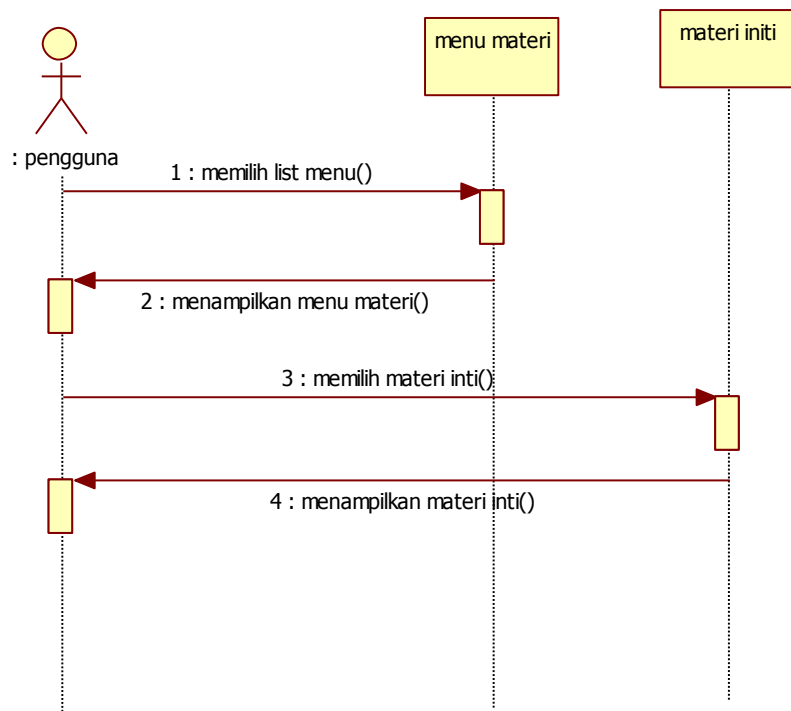 menu materi
materi initi
: pengguna
1 : memilih list menu()
2 : menampilkan menu materi()
3 : memilih materi inti()
4 : menampilkan materi inti()